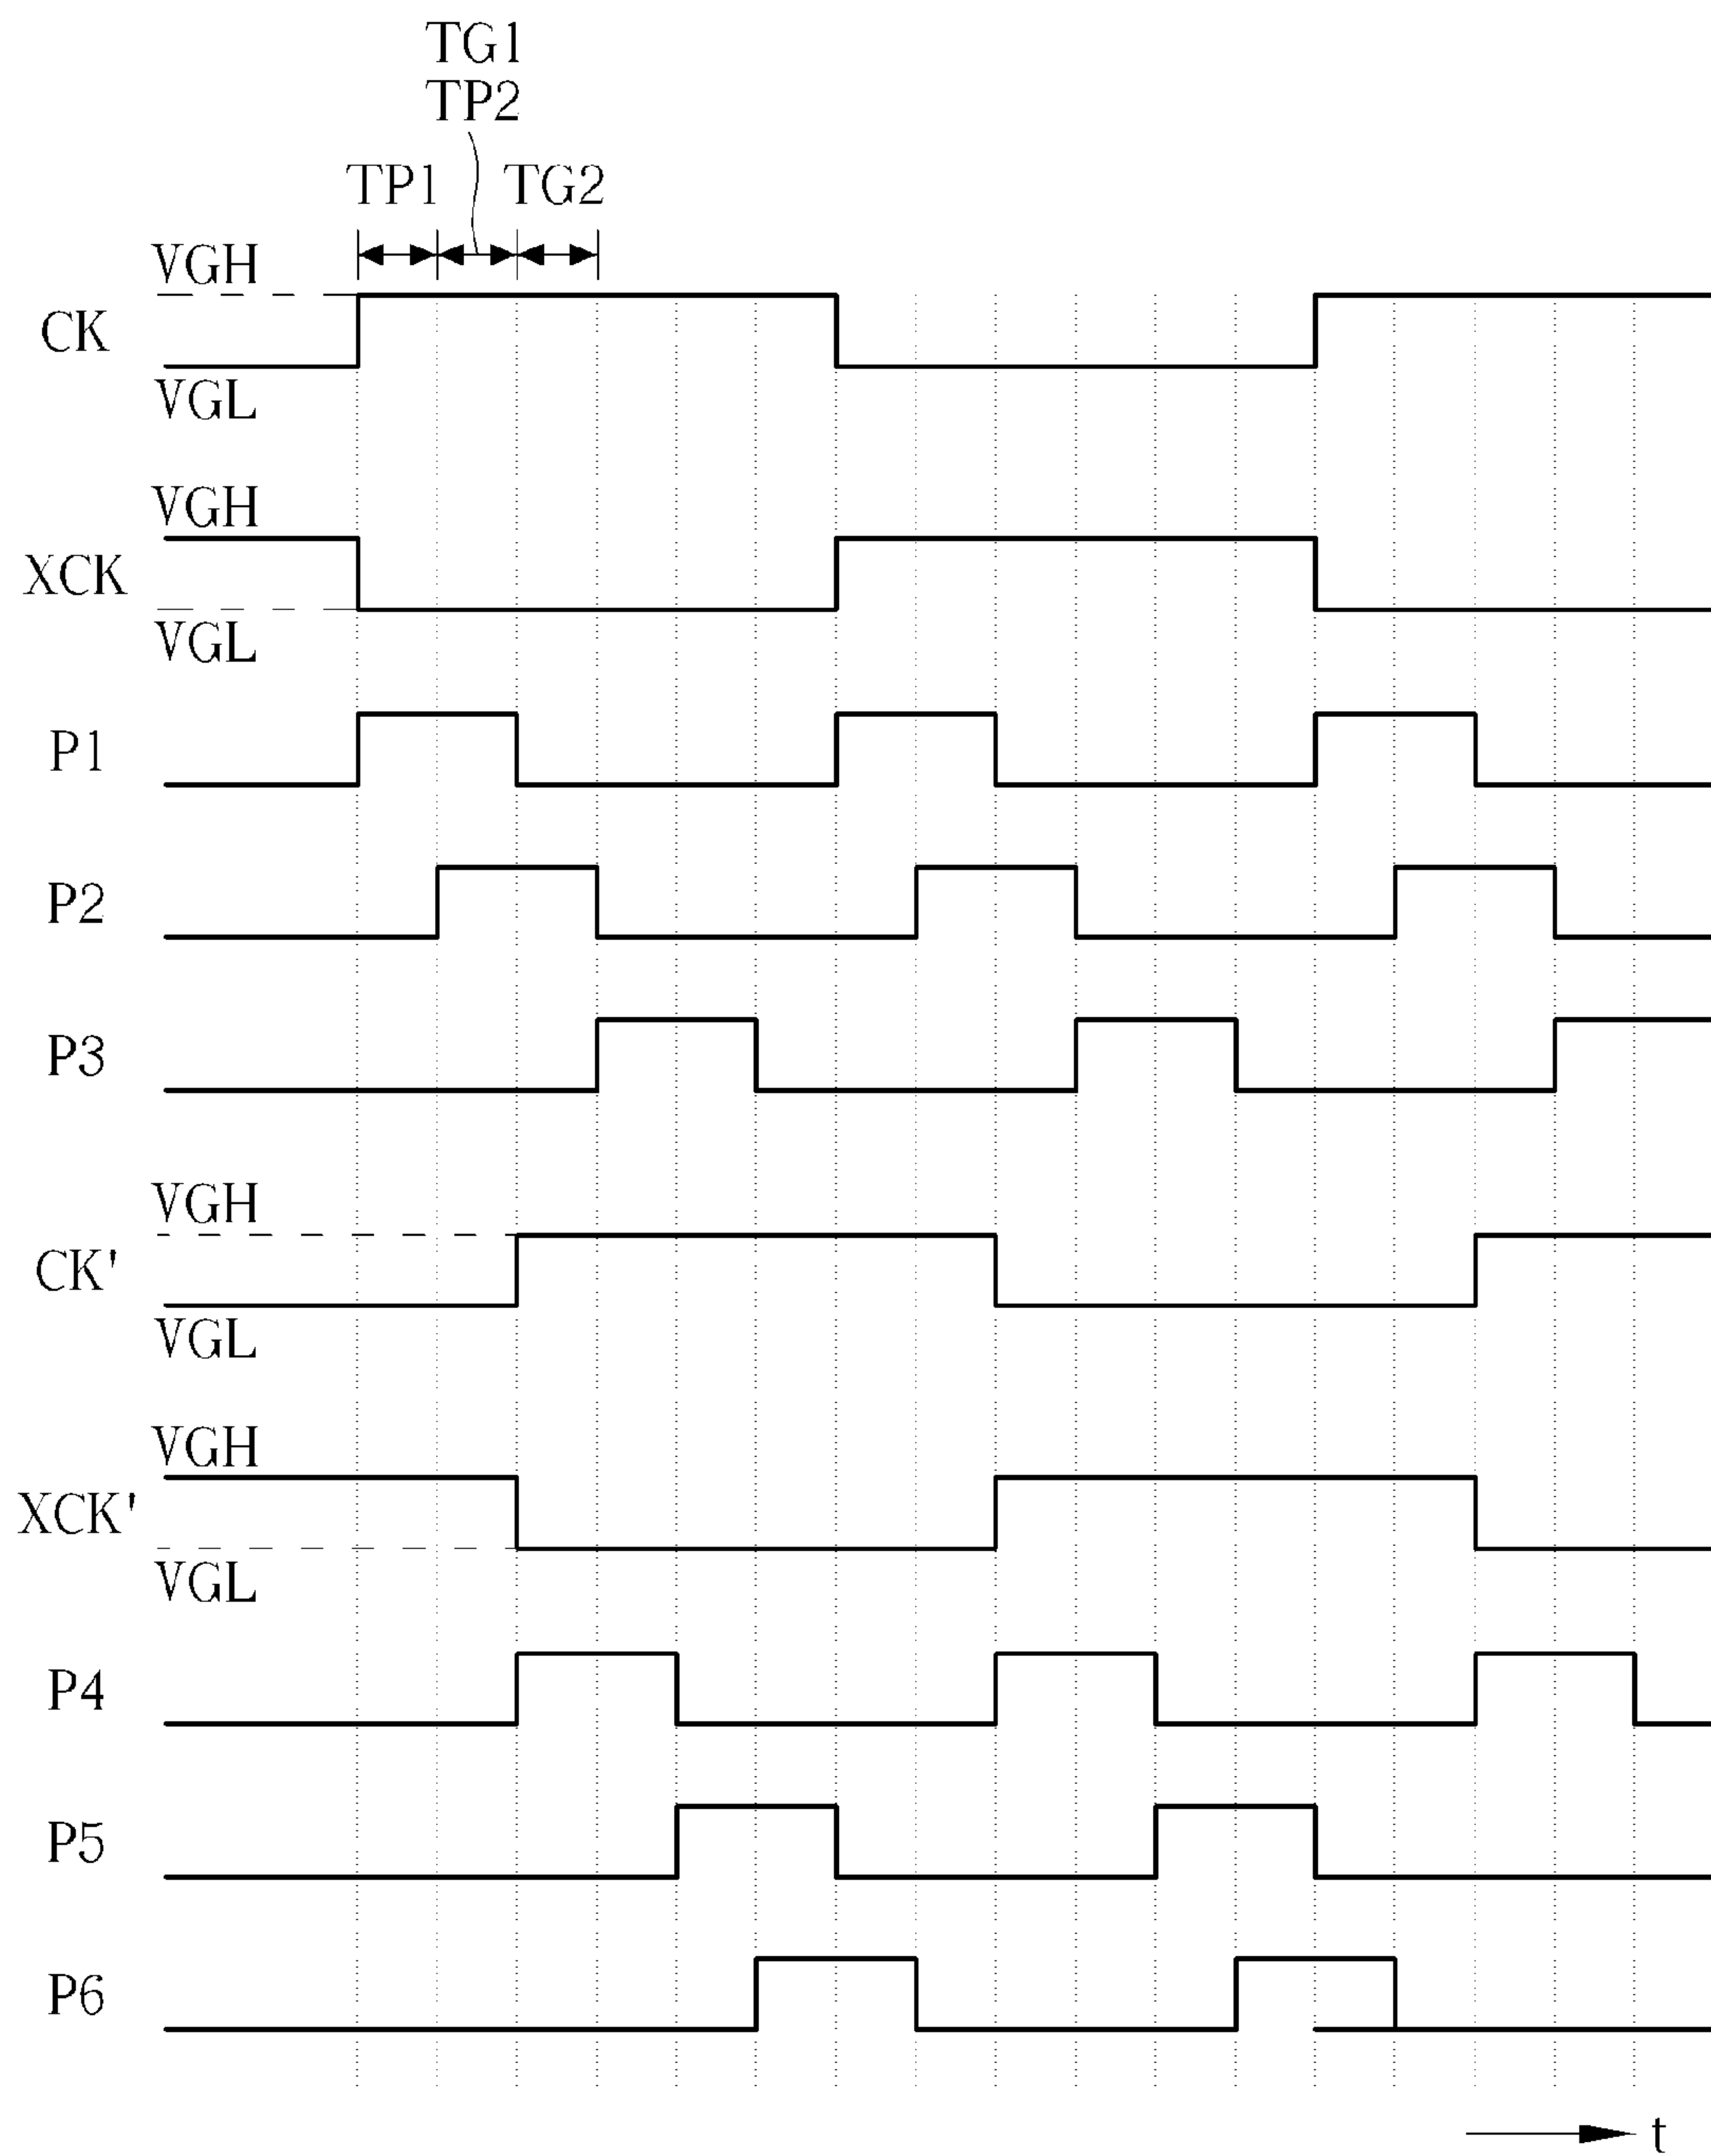 TG1
TP2
TP1 TG2
VGH
CK
VGL
VGH
XCK
VGL
P1
P2
P3
VGH
CK'
VGL
VGH
XCK'
VGL
P4
P5
P6
t